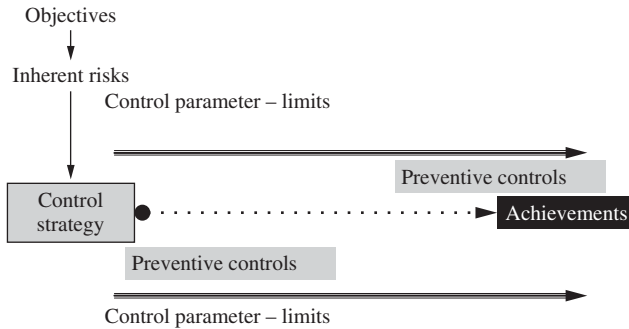 Objectives
Inherent risks
Control parameter – limits
Preventive controls
Control
strategy
Achievements
Preventive controls
Control parameter – limits